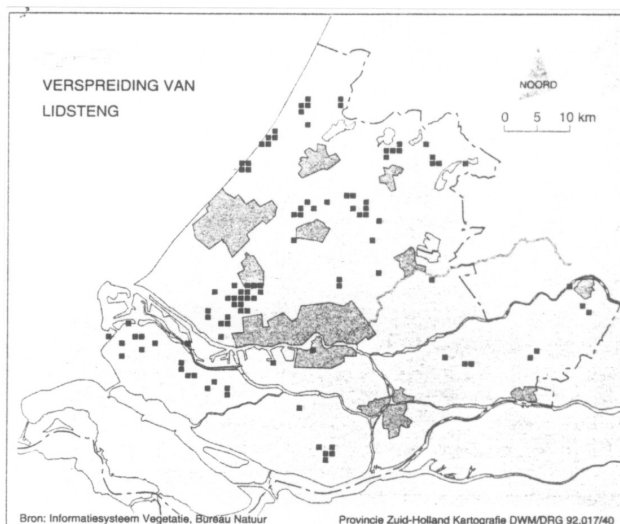 VERSPREIDING VAN
LIDSTENG
NOORD
0 5 10 km
Bron: Informatiesysteem Vegetatie, Bureau Natuur
Provincie Zuid-Holland Kartografie DWM/DRG 92.017/40